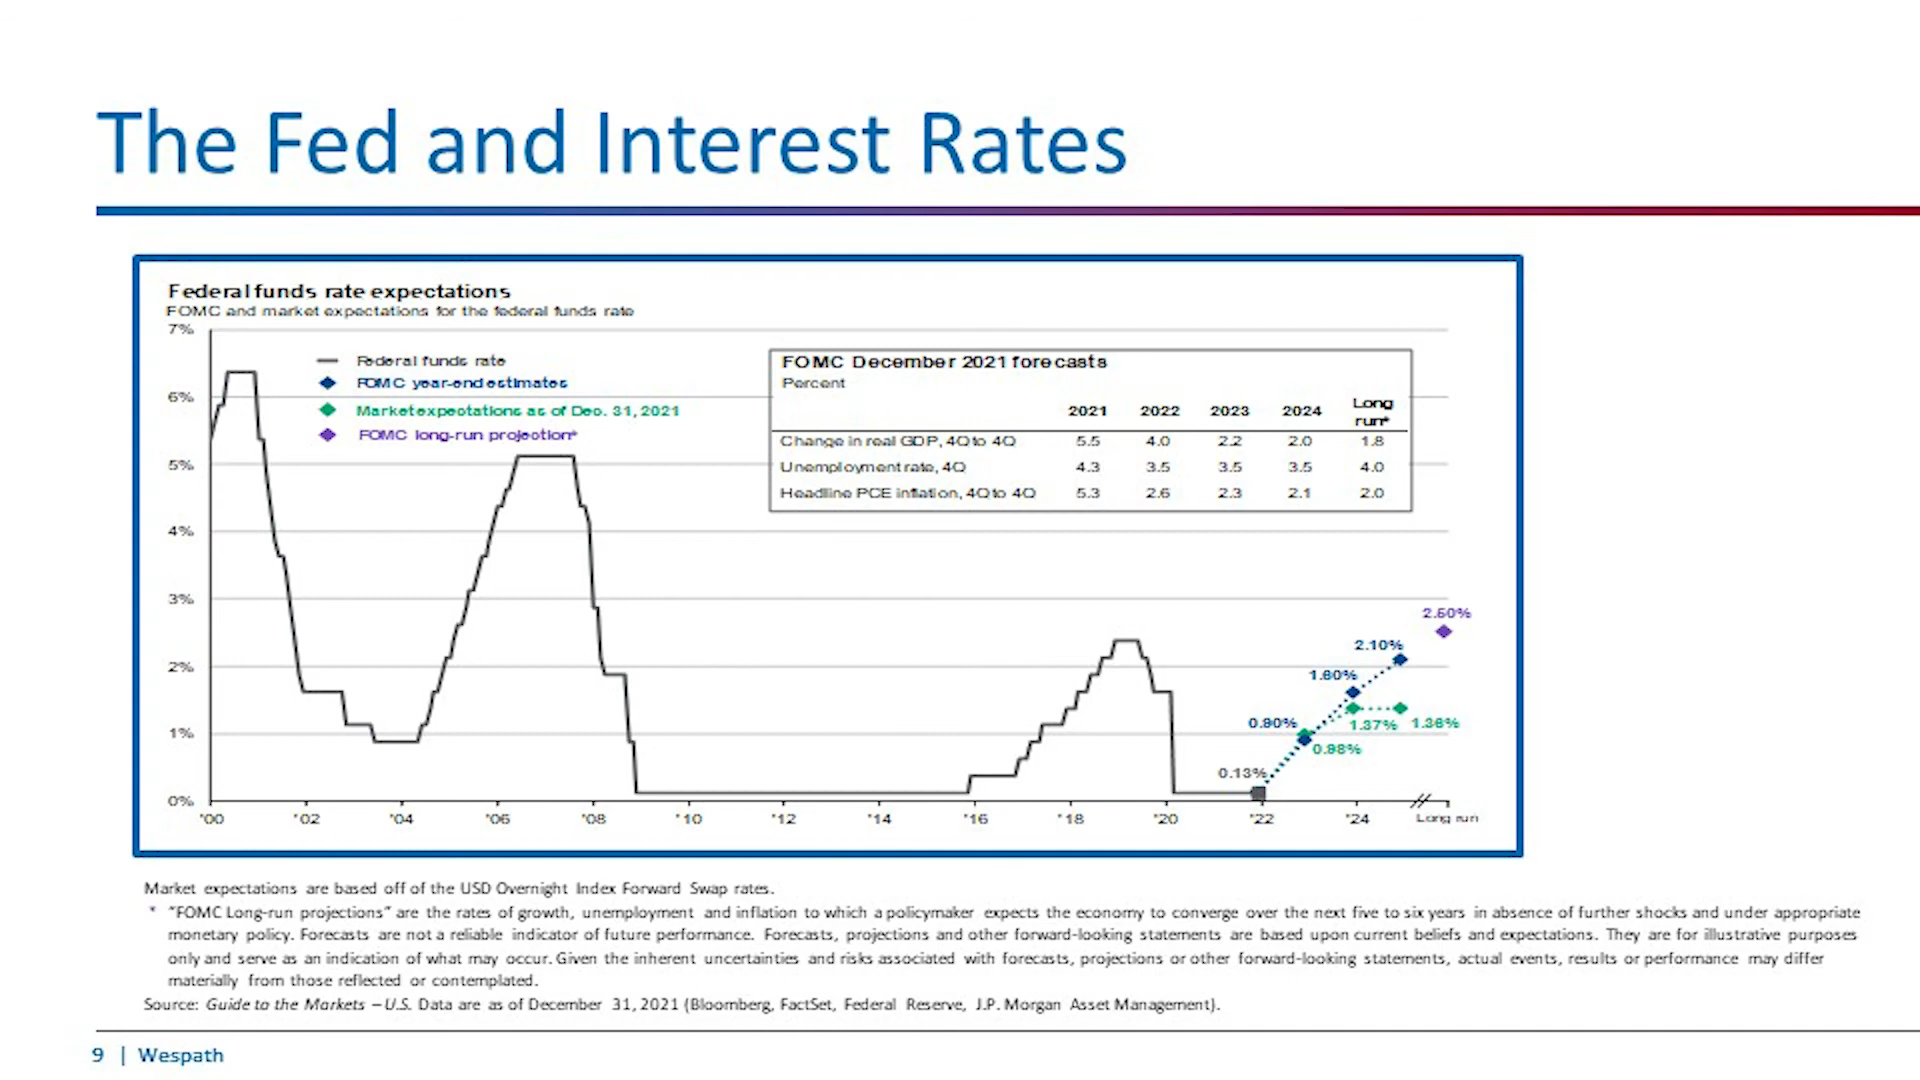 The Fed and Interest Rates
Federal funds rate expectations
FOMC and market expectations for the federal funds rate
7%
6%
5%
4%
3%
2%
1%
0%
Federal funds rate
FOMC year-end estimates
Market expectations as of Dec. 31, 2021
FOMC long-run projection*
FOMC December 2021 forecasts
Percent
2021 2022 2023 2024 Long run*
Change in real GDP, 4Q to 4Q 5.5 4.0 2.2 2.0 1.8
Unemployment rate, 4Q 4.3 3.5 3.5 3.5 4.0
Headline PCE inflation, 4Q to 4Q 5.3 2.6 2.3 2.1 2.0
2.50%
2.10%
1.60%
0.90%
1.37% 1.36%
0.98%
0.13%
'00 '02 '04 '06 '08 '10 '12 '14 '16 '18 '20 '22 '24 Long run
Market expectations are based off of the USD Overnight Index Forward Swap rates.
* "FOMC Long-run projections" are the rates of growth, unemployment and inflation to which a policymaker expects the economy to converge over the next five to six years in absence of further shocks and under appropriate
monetary policy. Forecasts are not a reliable indicator of future performance. Forecasts, projections and other forward-looking statements are based upon current beliefs and expectations. They are for illustrative purposes
only and serve as an indication of what may occur. Given the inherent uncertainties and risks associated with forecasts, projections or other forward-looking statements, actual events, results or performance may differ
materially from those reflected or contemplated.
Source: Guide to the Markets – U.S. Data are as of December 31, 2021 (Bloomberg, FactSet, Federal Reserve, J.P. Morgan Asset Management).
9 | Wespath